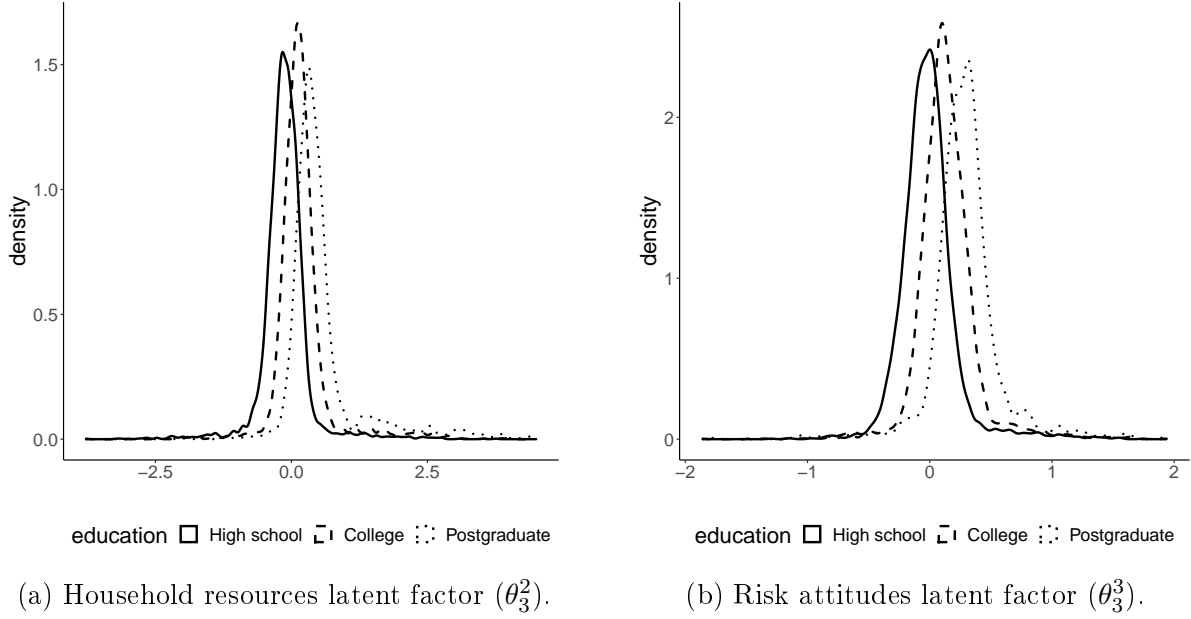 density
1.5
1.0
0.5
0.0
−2.5 0.0 2.5
education High school College Postgraduate
(a) Household resources latent factor (θ₃²).
density
2
1
0
−2 −1 0 1 2
education High school College Postgraduate
(b) Risk attitudes latent factor (θ₃³).